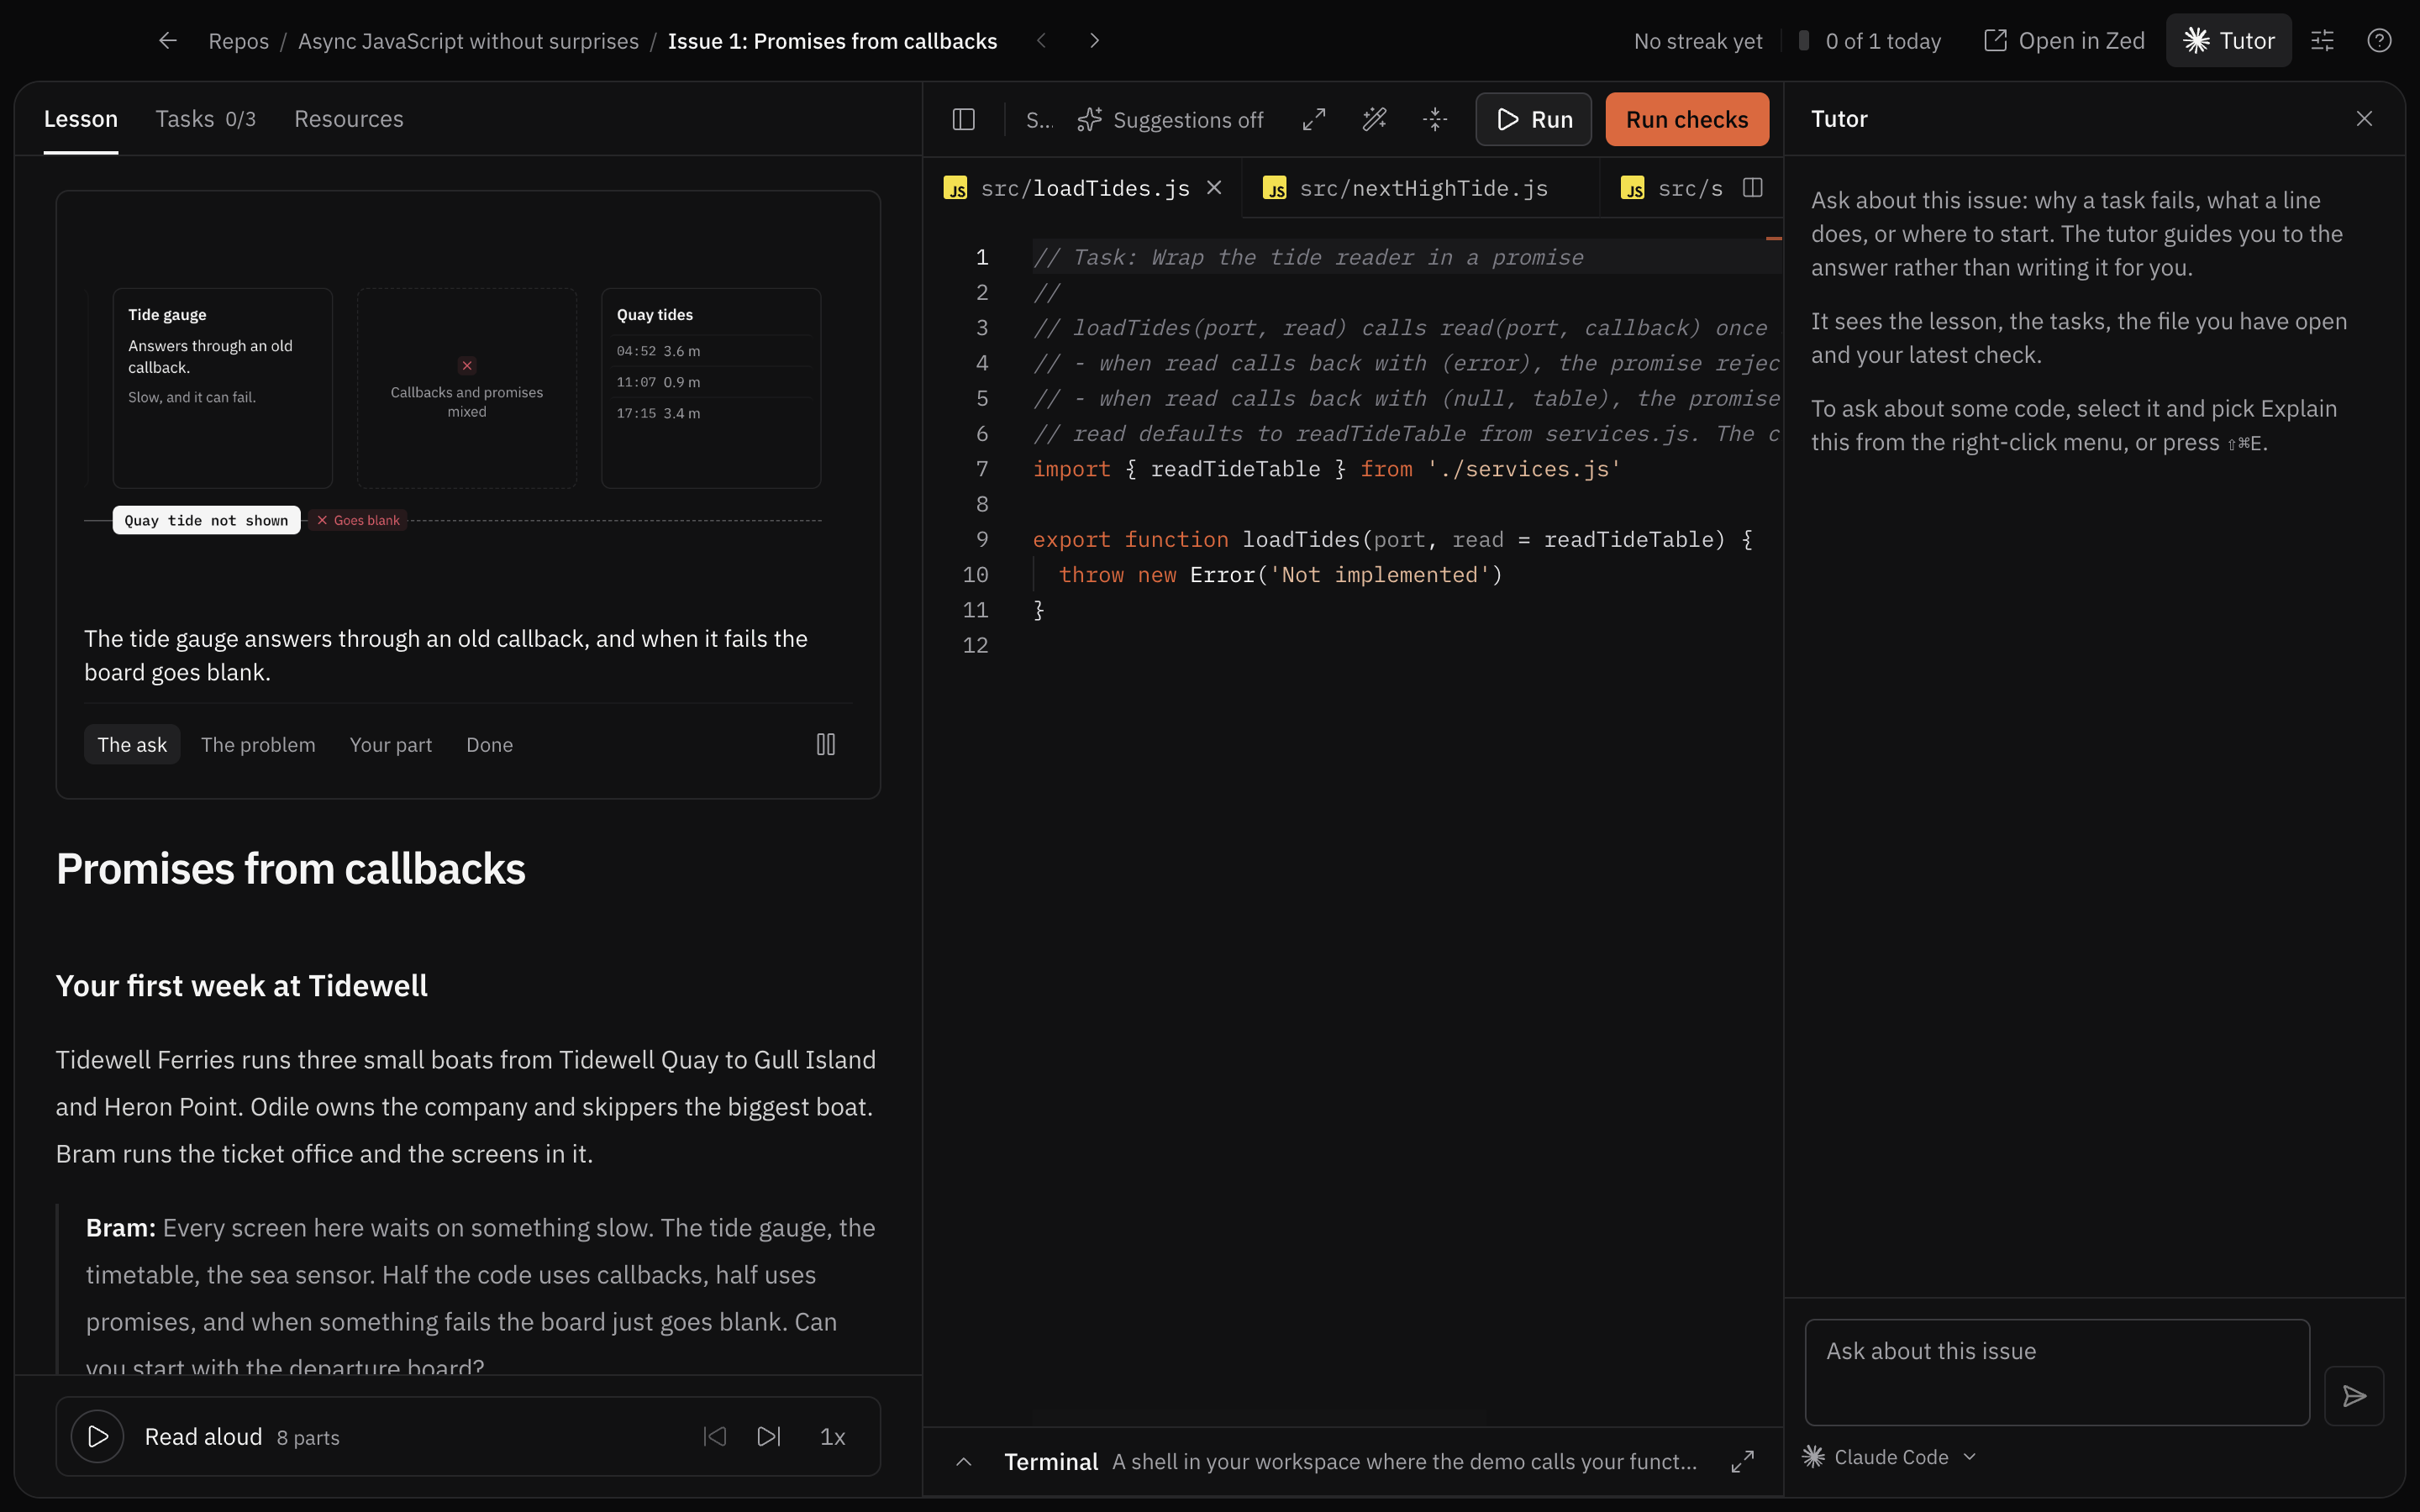 Repos / Async JavaScript without surprises / Issue 1: Promises from callbacks
No streak yet
0 of 1 today
Open in Zed
Tutor
Lesson
Tasks 0/3
Resources
Tide gauge
Answers through an old
callback.
Slow, and it can fail.
Callbacks and promises
mixed
Quay tides
04:52 3.6 m
11:07 0.9 m
17:15 3.4 m
Quay tide not shown
Goes blank
The tide gauge answers through an old callback, and when it fails the
board goes blank.
The ask
The problem
Your part
Done
Promises from callbacks
Your first week at Tidewell
Tidewell Ferries runs three small boats from Tidewell Quay to Gull Island
and Heron Point. Odile owns the company and skippers the biggest boat.
Bram runs the ticket office and the screens in it.
Bram: Every screen here waits on something slow. The tide gauge, the
timetable, the sea sensor. Half the code uses callbacks, half uses
promises, and when something fails the board just goes blank. Can
you start with the departure board?
Read aloud 8 parts
1x
S...
Suggestions off
Run
Run checks
JS src/loadTides.js
JS src/nextHighTide.js
JS src/s
1 // Task: Wrap the tide reader in a promise
2 //
3 // loadTides(port, read) calls read(port, callback) once
4 // - when read calls back with (error), the promise rejec
5 // - when read calls back with (null, table), the promise
6 // read defaults to readTideTable from services.js. The c
7 import { readTideTable } from './services.js'
8
9 export function loadTides(port, read = readTideTable) {
10 throw new Error('Not implemented')
11 }
12
Terminal A shell in your workspace where the demo calls your funct...
Tutor
Ask about this issue: why a task fails, what a line
does, or where to start. The tutor guides you to the
answer rather than writing it for you.
It sees the lesson, the tasks, the file you have open
and your latest check.
To ask about some code, select it and pick Explain
this from the right-click menu, or press ⇧⌘E.
Ask about this issue
Claude Code